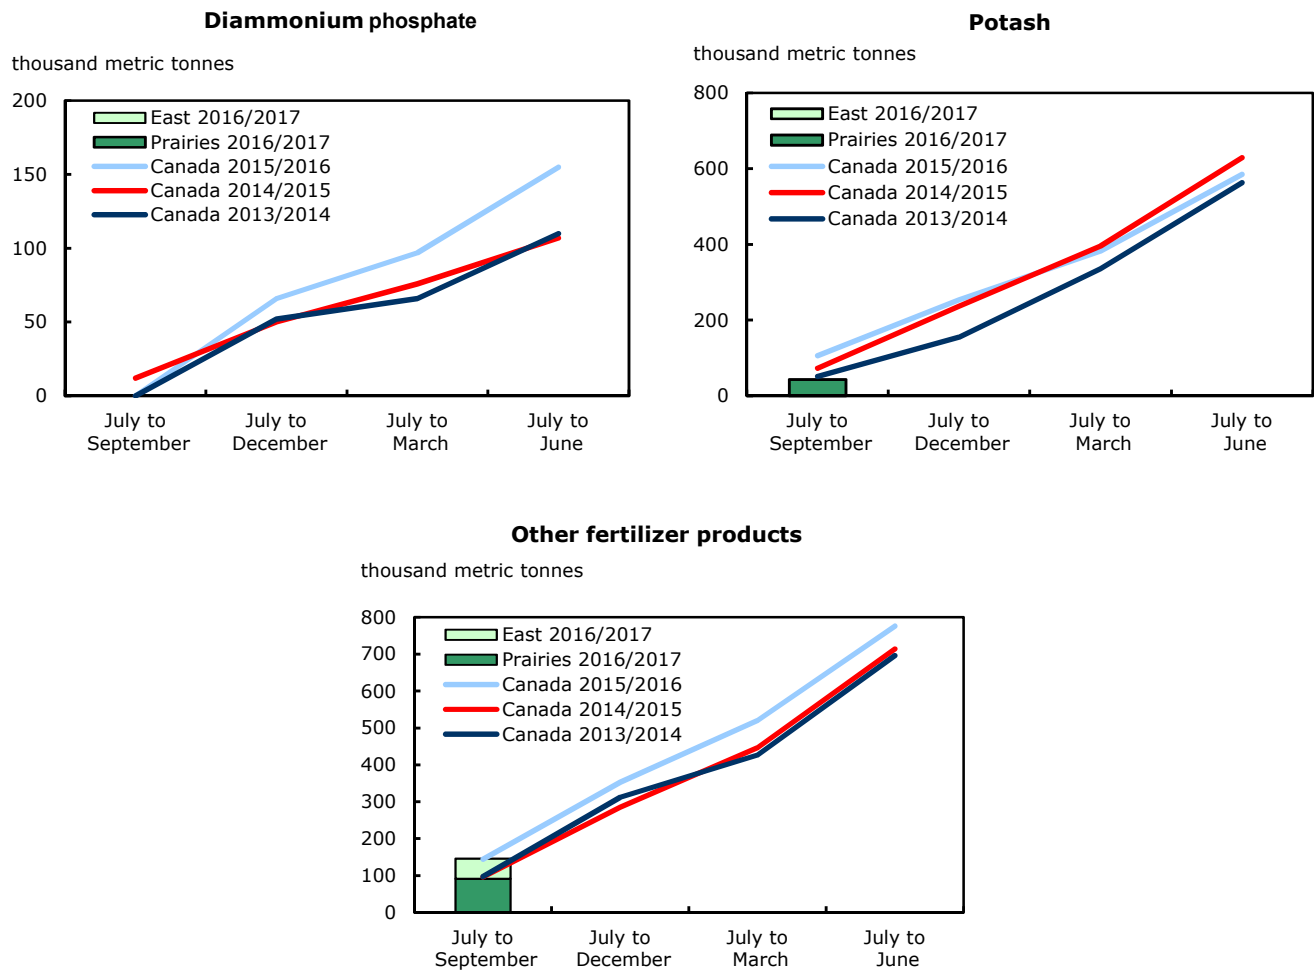 Diammonium phosphate
thousand metric tonnes
200
150
100
50
0
East 2016/2017
Prairies 2016/2017
Canada 2015/2016
Canada 2014/2015
Canada 2013/2014
July to September
July to December
July to March
July to June
Potash
thousand metric tonnes
800
600
400
200
0
East 2016/2017
Prairies 2016/2017
Canada 2015/2016
Canada 2014/2015
Canada 2013/2014
July to September
July to December
July to March
July to June
Other fertilizer products
thousand metric tonnes
800
700
600
500
400
300
200
100
0
East 2016/2017
Prairies 2016/2017
Canada 2015/2016
Canada 2014/2015
Canada 2013/2014
July to September
July to December
July to March
July to June